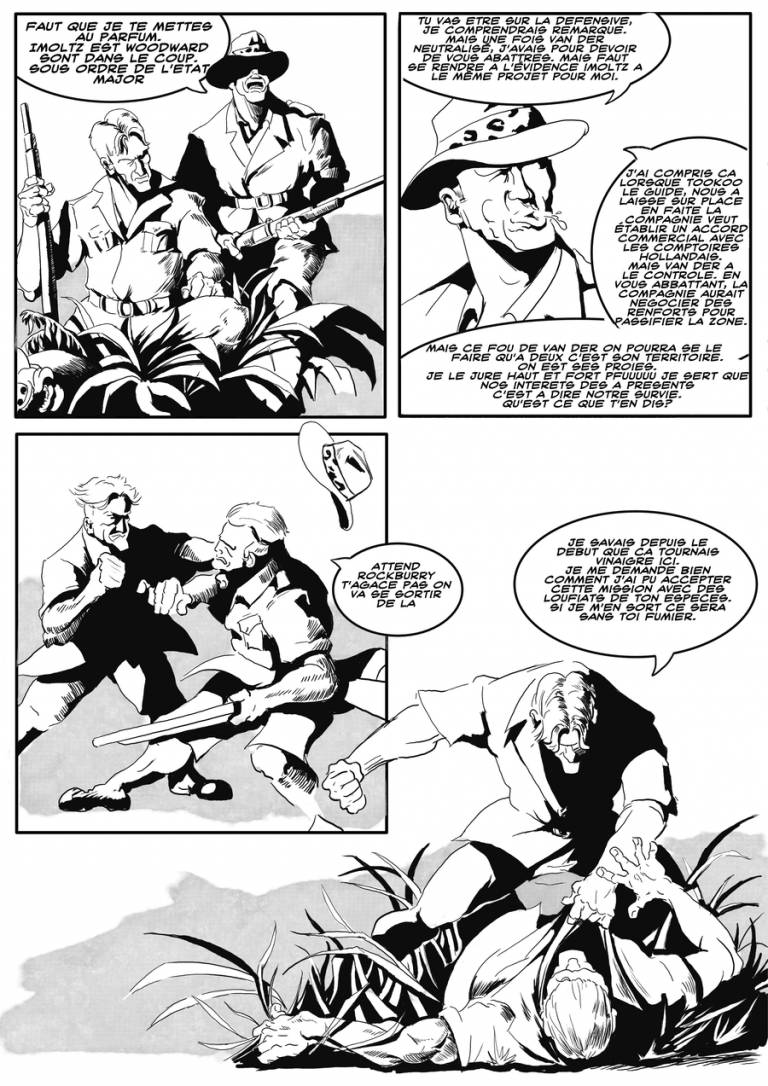 FAUT QUE JE TE METTES
AU PARFUM.
IMOLTZ EST WOODWARD
SONT DANS LE COUP.
SOUS ORDRE DE L'ETAT
MAJOR
TU VAS ETRE SUR LA DEFENSIVE,
JE COMPRENDRAIS REMARQUE.
MAIS UNE FOIS VAN DER
NEUTRALISÉ, J'AVAIS POUR DEVOIR
DE VOUS ABATTRES. MAIS FAUT
SE RENDRE A L'ÉVIDENCE IMOLTZ A
LE MÊME PROJET POUR MOI.
J'AI COMPRIS CA
LORSQUE TOOKOO
LE GUIDE, NOUS A
LAISSE SUR PLACE
EN FAITE LA
COMPAGNIE VEUT
ÉTABLIR UN ACCORD
COMMERCIAL AVEC
LES COMPTOIRES
HOLLANDAIS.
MAIS VAN DER A
LE CONTROLE. EN
VOUS ABBATTANT, LA
COMPAGNIE AURAIT
NEGOCIER DES
RENFORTS POUR
PASSIFIER LA ZONE.
MAIS CE FOU DE VAN DER ON POURRA SE LE
FAIRE QU'A DEUX C'EST SON TERRITOIRE.
ON EST SES PROIES.
JE LE JURE HAUT ET FORT PFUUUUU JE SERT QUE
NOS INTERETS DES A PRESENTS
C'EST A DIRE NOTRE SURVIE.
QU'EST CE QUE T'EN DIS?
ATTEND
ROCKBURRY
T'AGACE PAS ON
VA SE SORTIR
DE LA
JE SAVAIS DEPUIS LE
DEBUT QUE CA TOURNAIS
VINAIGRE ICI.
JE ME DEMANDE BIEN
COMMENT J'AI PU ACCEPTER
CETTE MISSION AVEC DES
LOUFIATS DE TON ESPECES.
SI JE M'EN SORT CE SERA
SANS TOI FUMIER.